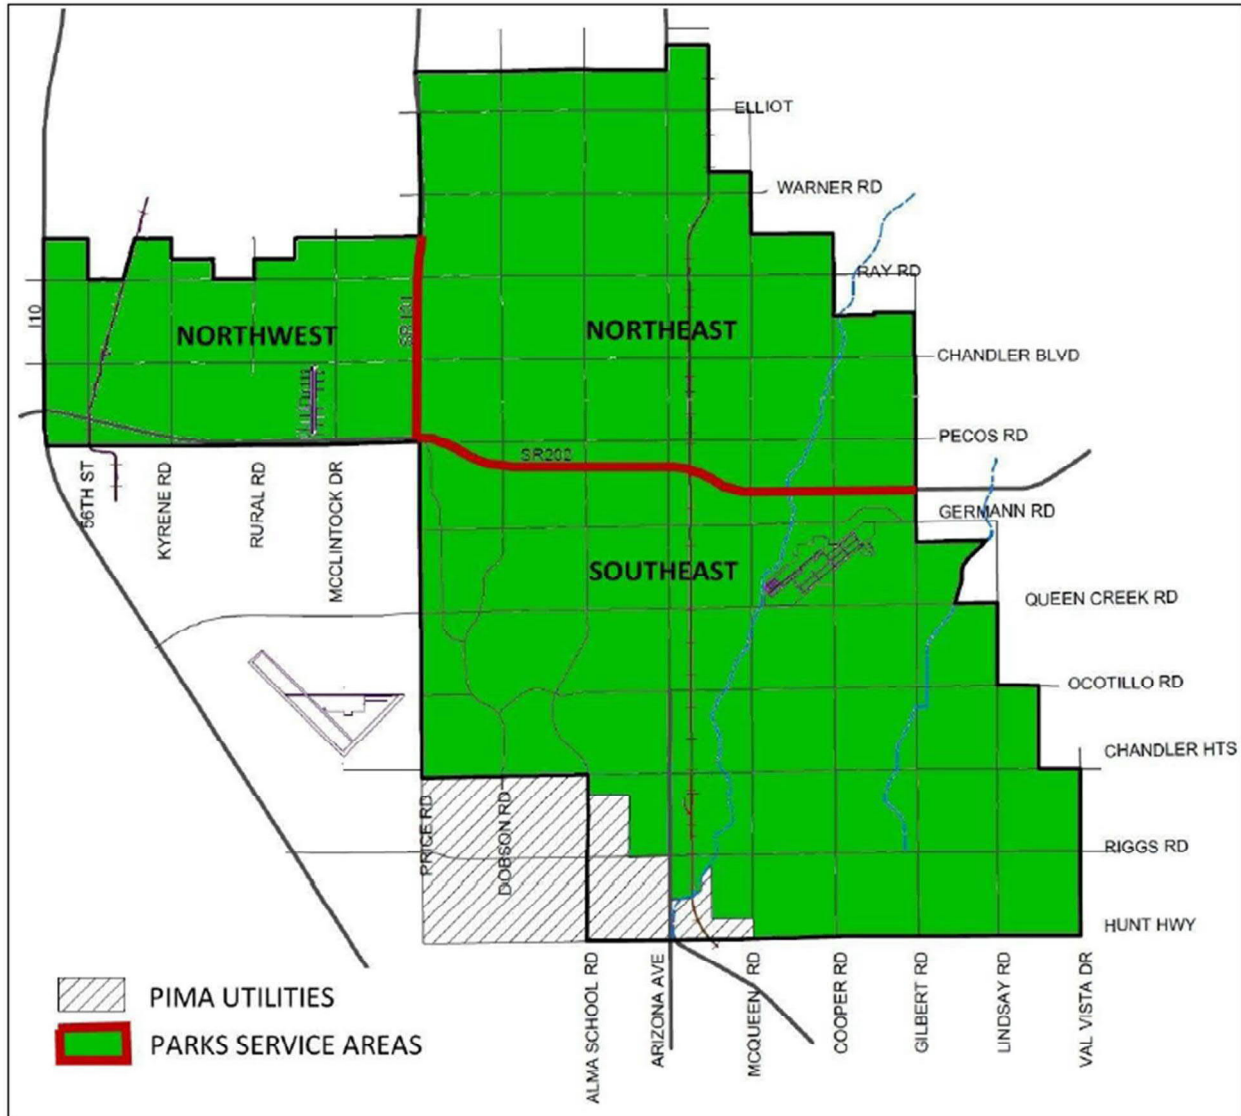 ELLIOT
WARNER RD
RAY RD
I10
NORTHWEST
SR101
NORTHEAST
CHANDLER BLVD
PECOS RD
SR202
56TH ST
KYRENE RD
RURAL RD
MCCLINTOCK DR
GERMANN RD
SOUTHEAST
QUEEN CREEK RD
OCOTILLO RD
CHANDLER HTS
PRICE RD
DOBSON RD
RIGGS RD
HUNT HWY
PIMA UTILITIES
PARKS SERVICE AREAS
ALMA SCHOOL RD
ARIZONA AVE
MCQUEEN RD
COOPER RD
GILBERT RD
LINDSAY RD
VAL VISTA DR